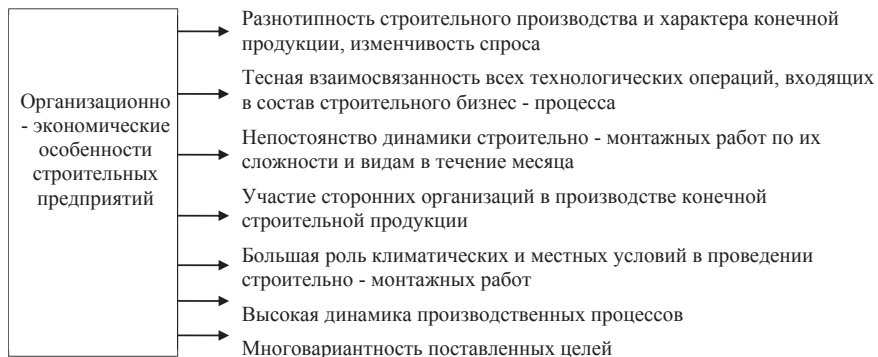 Организационно
- экономические
особенности
строительных
предприятий
Разнотипность строительного производства и характера конечной
продукции, изменчивость спроса
Тесная взаимосвязанность всех технологических операций, входящих
в состав строительного бизнес - процесса
Непостоянство динамики строительно - монтажных работ по их
сложности и видам в течение месяца
Участие сторонних организаций в производстве конечной
строительной продукции
Большая роль климатических и местных условий в проведении
строительно - монтажных работ
Высокая динамика производственных процессов
Многовариантность поставленных целей